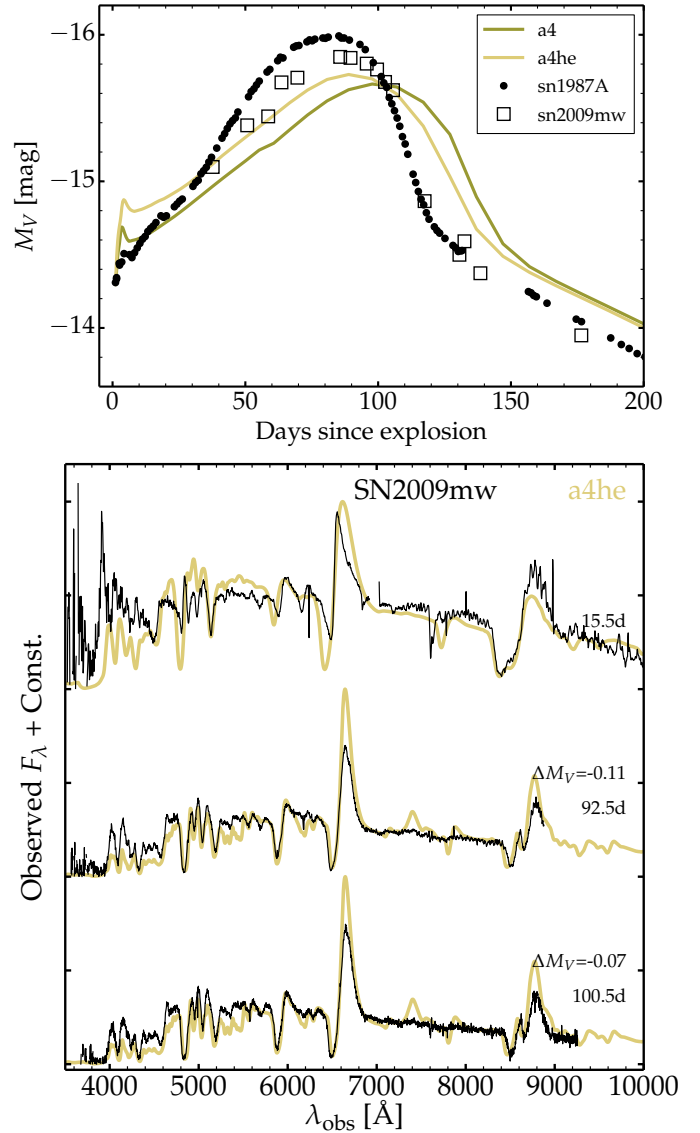 −16
−15
−14
M_V [mag]
a4
a4he
sn1987A
sn2009mw
0 50 100 150 200
Days since explosion
SN2009mw a4he
15.5d
ΔM_V=-0.11
92.5d
ΔM_V=-0.07
100.5d
Observed F_λ + Const.
4000 5000 6000 7000 8000 9000 10000
λ_obs [Å]